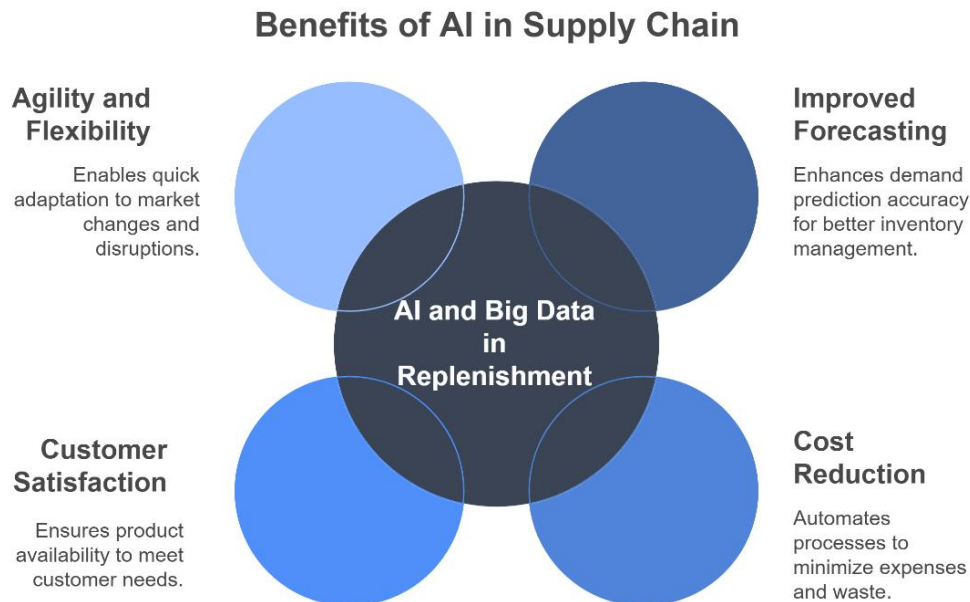 Benefits of AI in Supply Chain
Agility and
Flexibility
Enables quick
adaptation to market
changes and
disruptions.
Improved
Forecasting
Enhances demand
prediction accuracy
for better inventory
management.
AI and Big Data
in
Replenishment
Customer
Satisfaction
Ensures product
availability to meet
customer needs.
Cost
Reduction
Automates
processes to
minimize expenses
and waste.